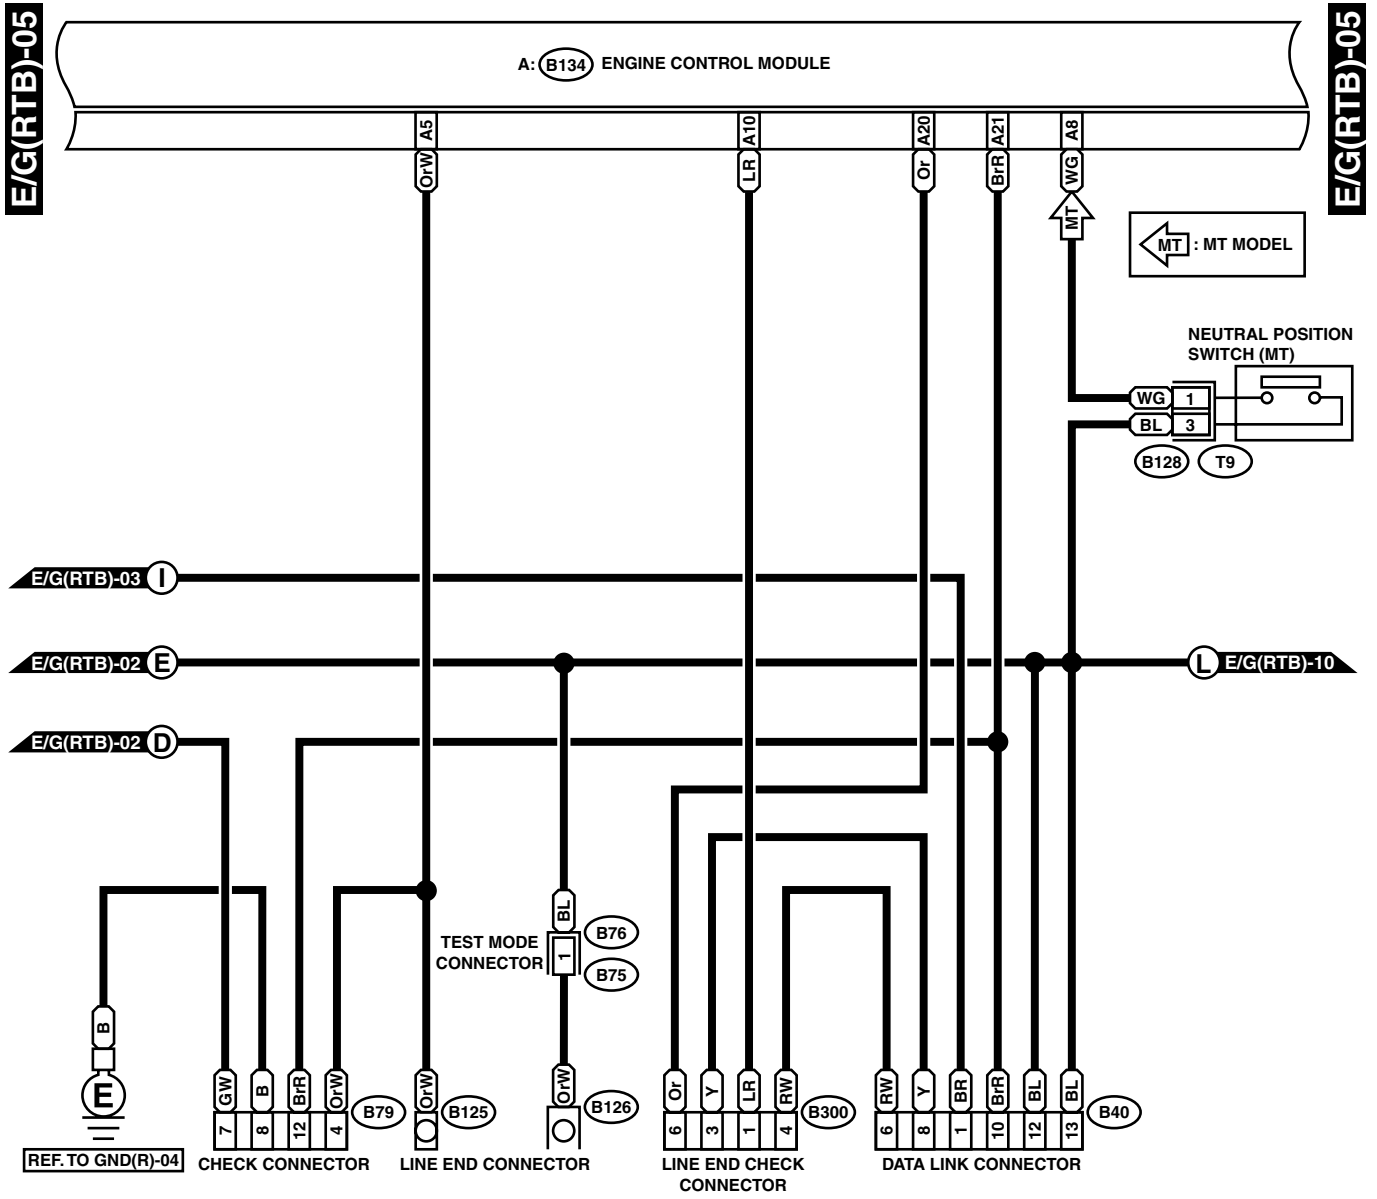 E/G(RTB)-05
E/G(RTB)-05
A: B134 ENGINE CONTROL MODULE
A5 A10 A20 A21 A8
OrW LR Or BrR WG
MT
MT : MT MODEL
NEUTRAL POSITION
SWITCH (MT)
WG 1
BL 3
B128 T9
E/G(RTB)-03 I
E/G(RTB)-02 E
L E/G(RTB)-10
E/G(RTB)-02 D
BL
B76
TEST MODE
CONNECTOR
1
B75
B
E
REF. TO GND(R)-04
GW B BrR OrW
7 8 12 4
B79
CHECK CONNECTOR
OrW
B125
OrW
B126
LINE END CONNECTOR
Or Y LR RW
6 3 1 4
B300
LINE END CHECK
CONNECTOR
RW Y BR BrR BL BL
6 8 1 10 12 13
B40
DATA LINK CONNECTOR